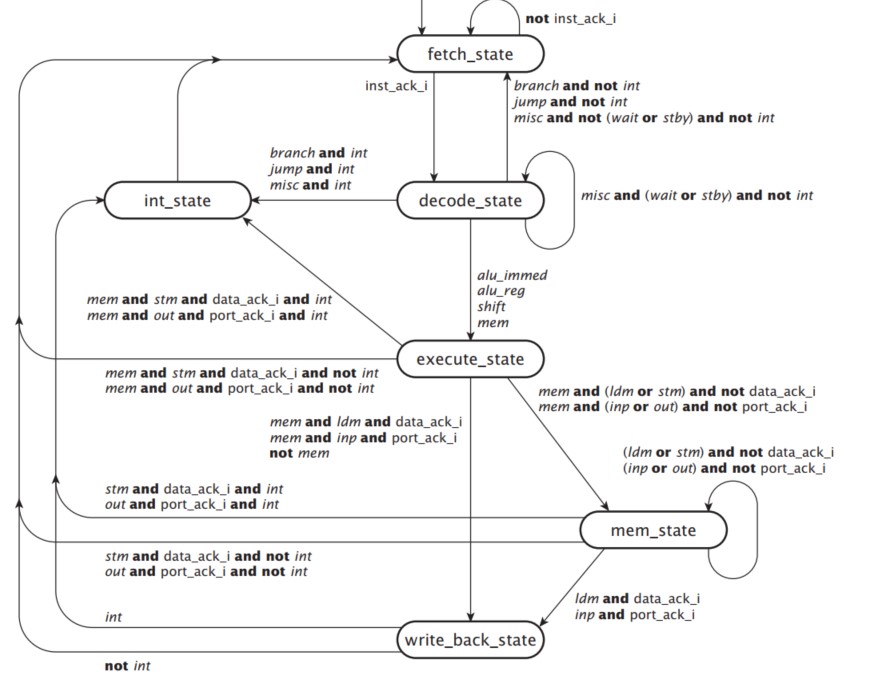 not inst_ack_i
fetch_state
inst_ack_i
branch and not int
jump and not int
misc and not (wait or stby) and not int
branch and int
jump and int
misc and int
int_state
decode_state
misc and (wait or stby) and not int
alu_immed
alu_reg
shift
mem
mem and stm and data_ack_i and int
mem and out and port_ack_i and int
execute_state
mem and stm and data_ack_i and not int
mem and out and port_ack_i and not int
mem and (ldm or stm) and not data_ack_i
mem and (inp or out) and not port_ack_i
mem and ldm and data_ack_i
mem and inp and port_ack_i
not mem
(ldm or stm) and not data_ack_i
(inp or out) and not port_ack_i
stm and data_ack_i and int
out and port_ack_i and int
mem_state
stm and data_ack_i and not int
out and port_ack_i and not int
ldm and data_ack_i
inp and port_ack_i
int
write_back_state
not int